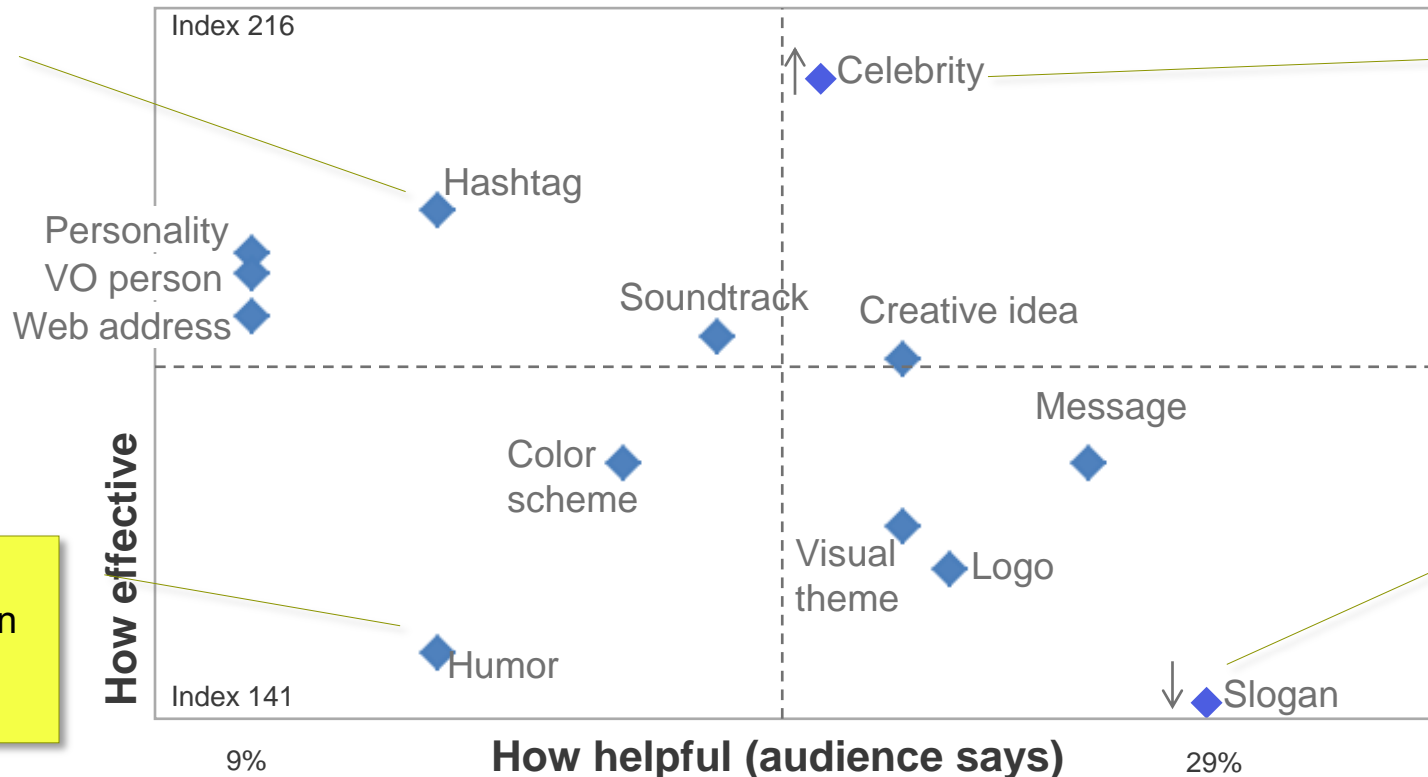 Index 216
Celebrity
Hashtag
Personality
VO person
Web address
Soundtrack
Creative idea
Message
Color
scheme
Visual
theme
Logo
Humor
Slogan
How effective
n
Index 141
9%
How helpful (audience says)
29%